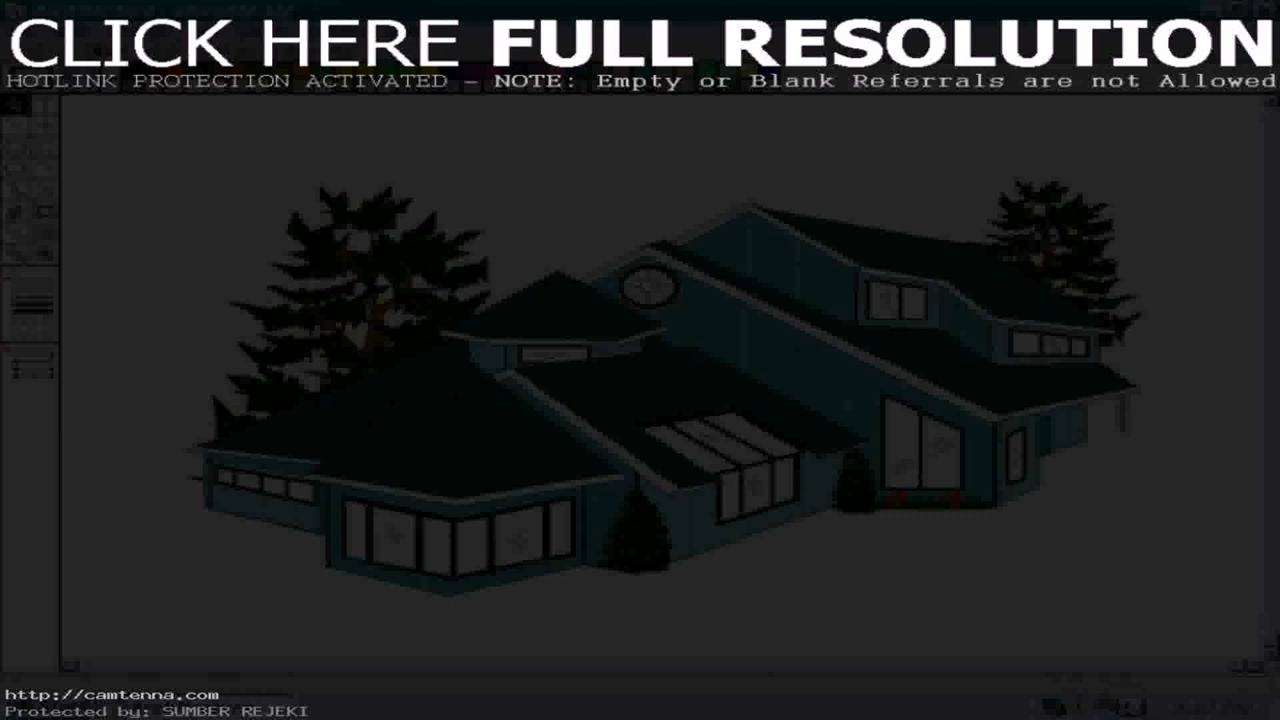 CLICK HERE FULL RESOLUTION
HOTLINK PROTECTION ACTIVATED – NOTE: Empty or Blank Referrals are not Allowed
http://camtenna.com
Protected by: SUMBER REJEKI